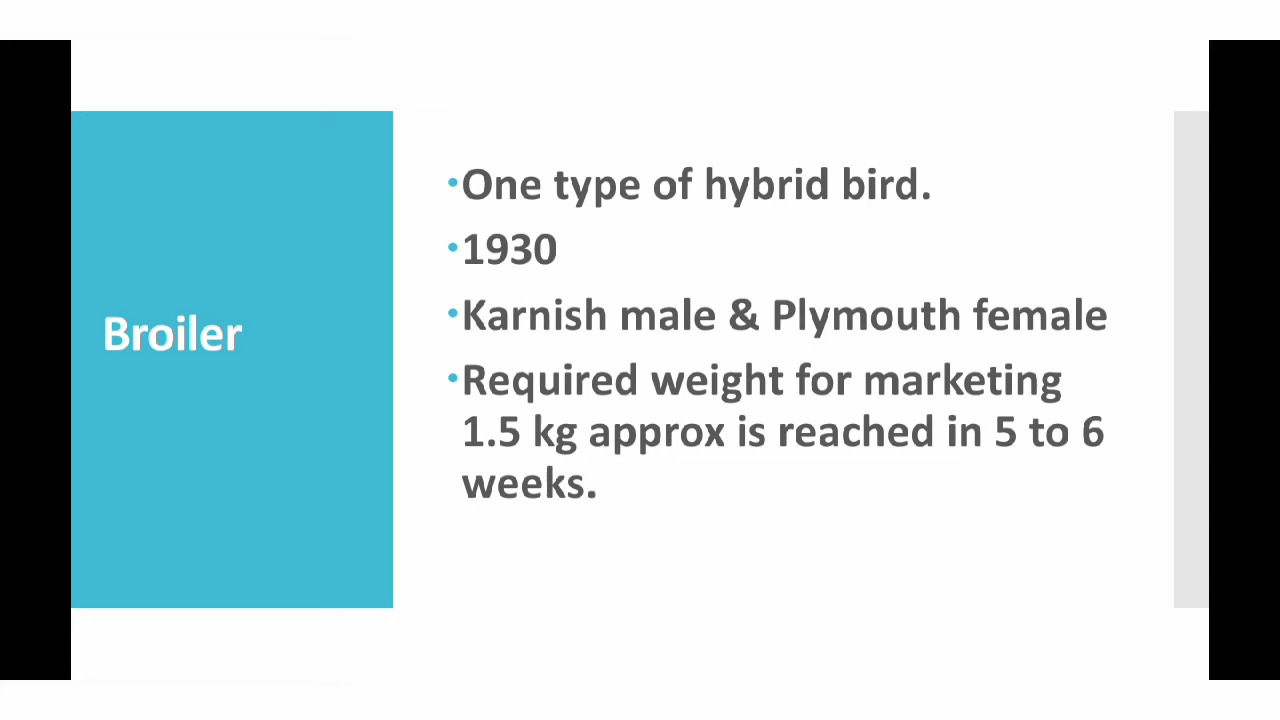 Broiler
•One type of hybrid bird.
•1930
•Karnish male & Plymouth female
•Required weight for marketing
1.5 kg approx is reached in 5 to 6
weeks.